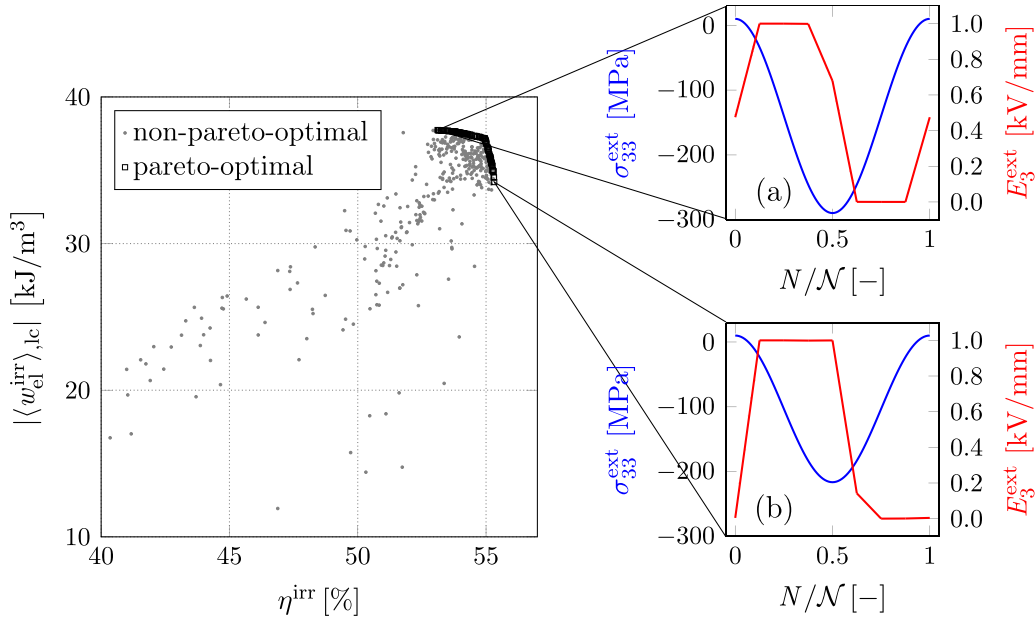 40
30
20
10
40
45
50
55
η^irr [%]
|⟨w_el^irr⟩,lc| [kJ/m³]
non-pareto-optimal
pareto-optimal
0
−100
−200
−300
σ_33^ext [MPa]
1.0
0.8
0.6
0.4
0.2
0.0
E_3^ext [kV/mm]
(a)
0
0.5
1
N/𝒩 [−]
0
−100
−200
−300
σ_33^ext [MPa]
1.0
0.8
0.6
0.4
0.2
0.0
E_3^ext [kV/mm]
(b)
0
0.5
1
N/𝒩 [−]